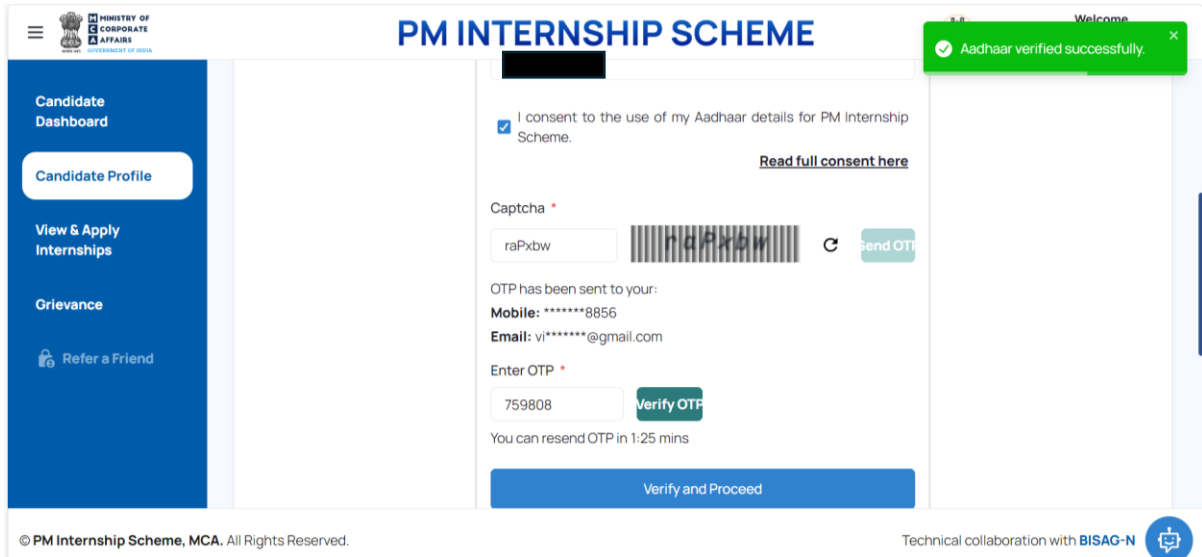 MINISTRY OF
CORPORATE
AFFAIRS
GOVERNMENT OF INDIA
PM INTERNSHIP SCHEME
Welcome
Aadhaar verified successfully.
Candidate
Dashboard
Candidate Profile
View & Apply
Internships
Grievance
Refer a Friend
I consent to the use of my Aadhaar details for PM Internship
Scheme.
Read full consent here
Captcha *
raPxbw
raPxbw
Send OTP
OTP has been sent to your:
Mobile: *******8856
Email: vi*******@gmail.com
Enter OTP *
759808
Verify OTP
You can resend OTP in 1:25 mins
Verify and Proceed
© PM Internship Scheme, MCA. All Rights Reserved.
Technical collaboration with BISAG-N